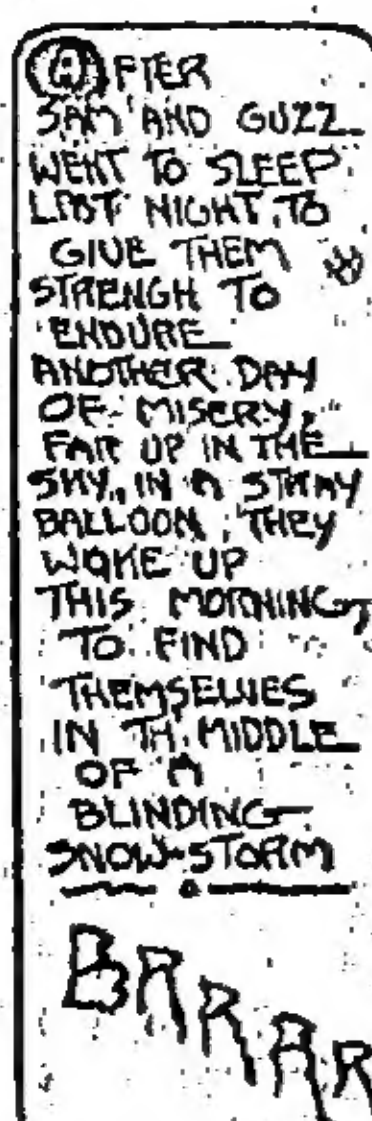 AFTER
SAM AND GUZZ
WENT TO SLEEP
LAST NIGHT, TO
GIVE THEM
STRENGH TO
ENDURE
ANOTHER DAY
OF MISERY,
FAR UP IN THE
SKY, IN A STRAY
BALLOON, THEY
WOKE UP
THIS MORNING,
TO FIND
THEMSELVES
IN TH. MIDDLE
OF A
BLINDING
SNOW-STORM
BRRRR